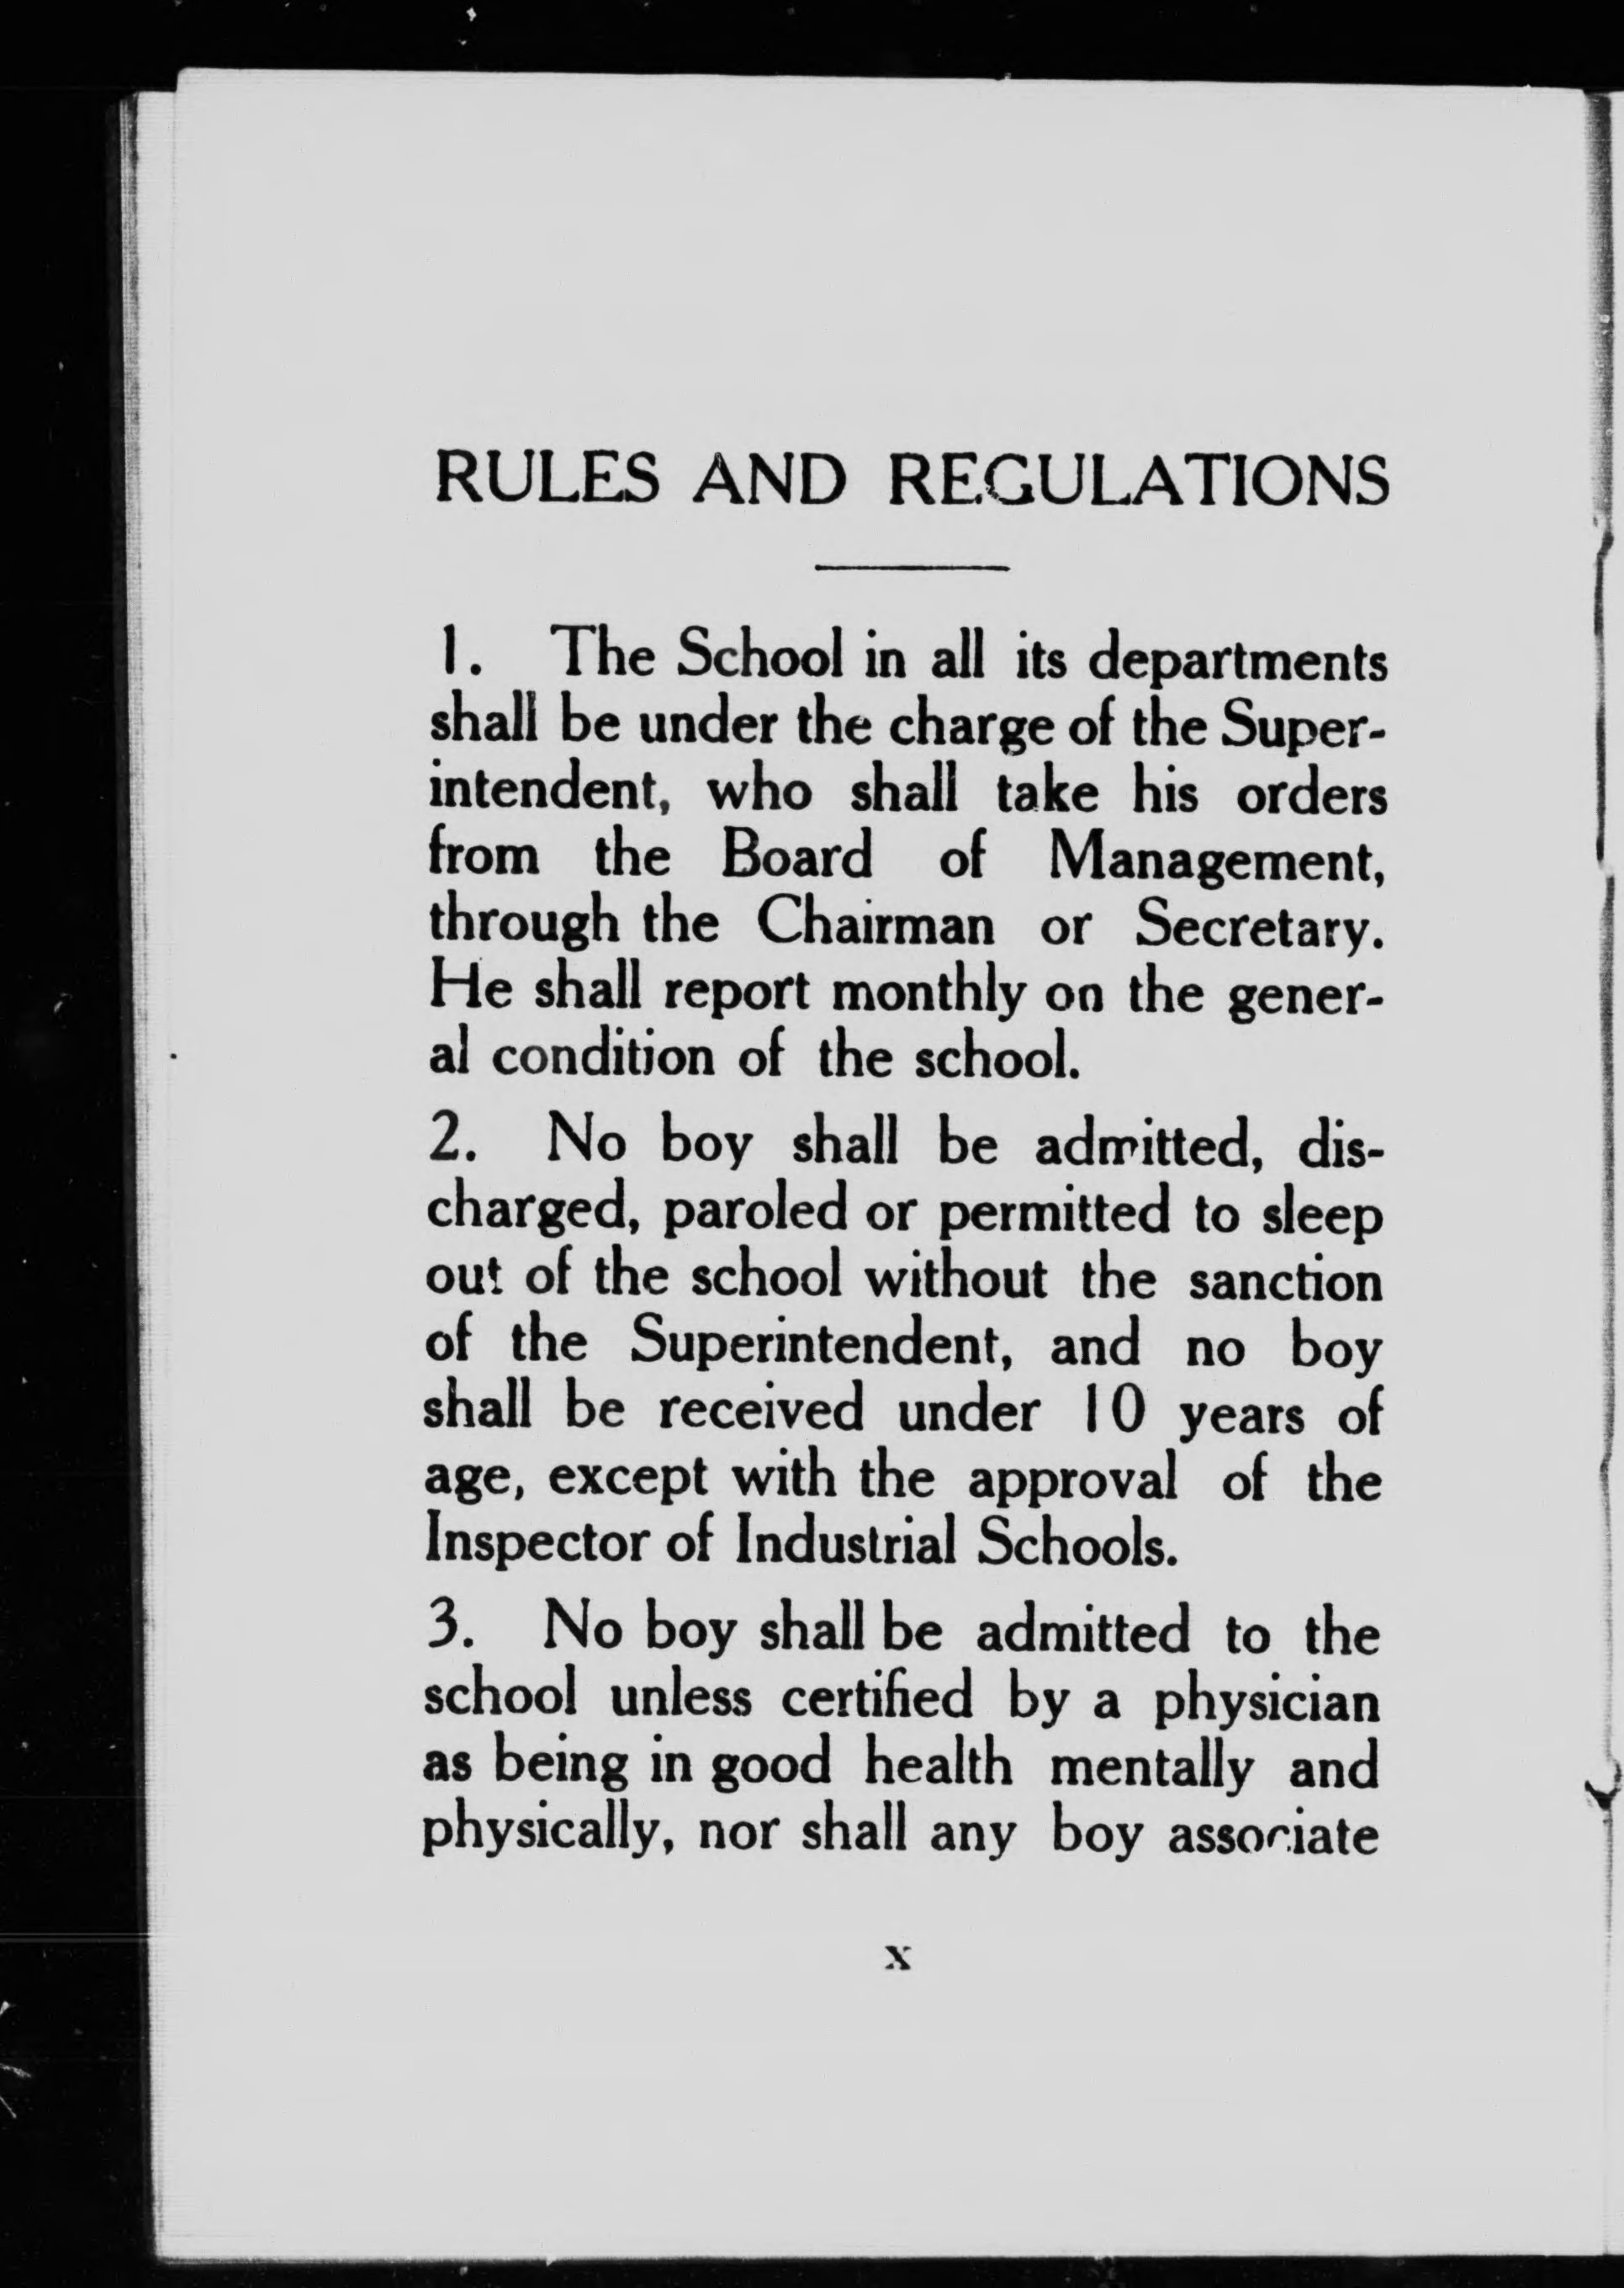 RULES AND REGULATIONS
1. The School in all its departments
shall be under the charge of the Super-
intendent, who shall take his orders
from the Board of Management,
through the Chairman or Secretary.
He shall report monthly on the gener-
al condition of the school.
2. No boy shall be admitted, dis-
charged, paroled or permitted to sleep
out of the school without the sanction
of the Superintendent, and no boy
shall be received under 10 years of
age, except with the approval of the
Inspector of Industrial Schools.
3. No boy shall be admitted to the
school unless certified by a physician
as being in good health mentally and
physically, nor shall any boy associate
x